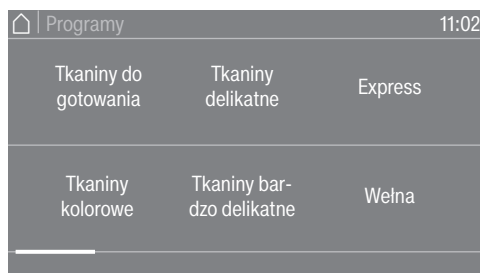 Programy 11:02
Tkaniny do gotowania
Tkaniny delikatne
Express
Tkaniny kolorowe
Tkaniny bar-
dzo delikatne
Wełna